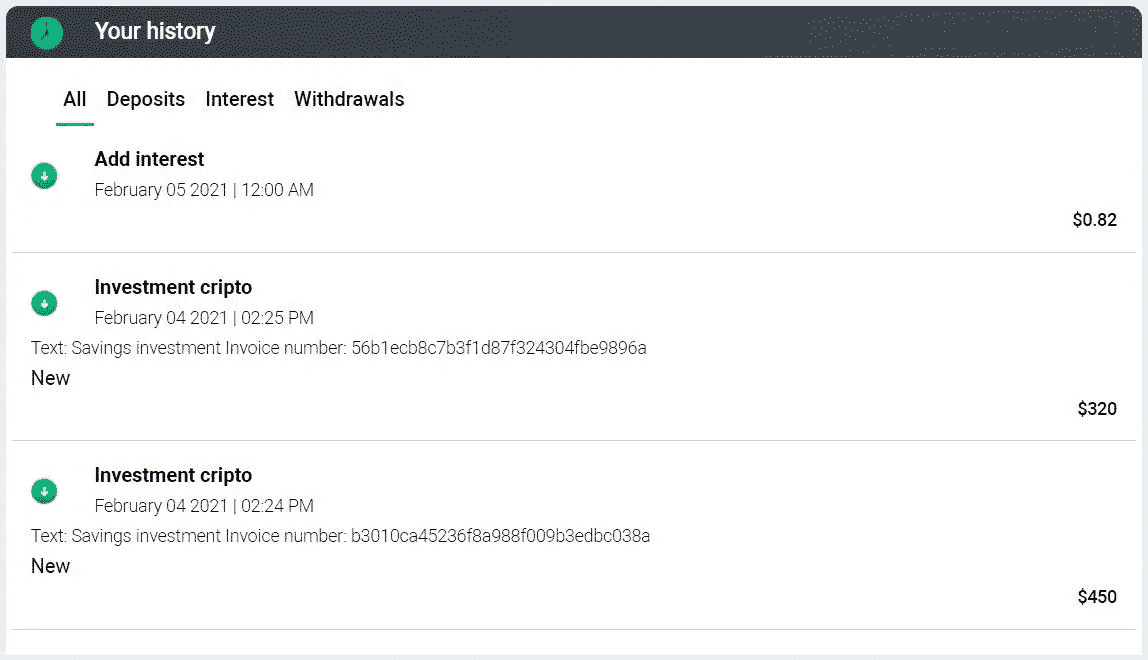 Your history
All Deposits Interest Withdrawals
Add interest
February 05 2021 | 12:00 AM
$0.82
Investment cripto
February 04 2021 | 02:25 PM
Text: Savings investment Invoice number: 56b1ecb8c7b3f1d87f324304fbe9896a
New
$320
Investment cripto
February 04 2021 | 02:24 PM
Text: Savings investment Invoice number: b3010ca45236f8a988f009b3edbc038a
New
$450